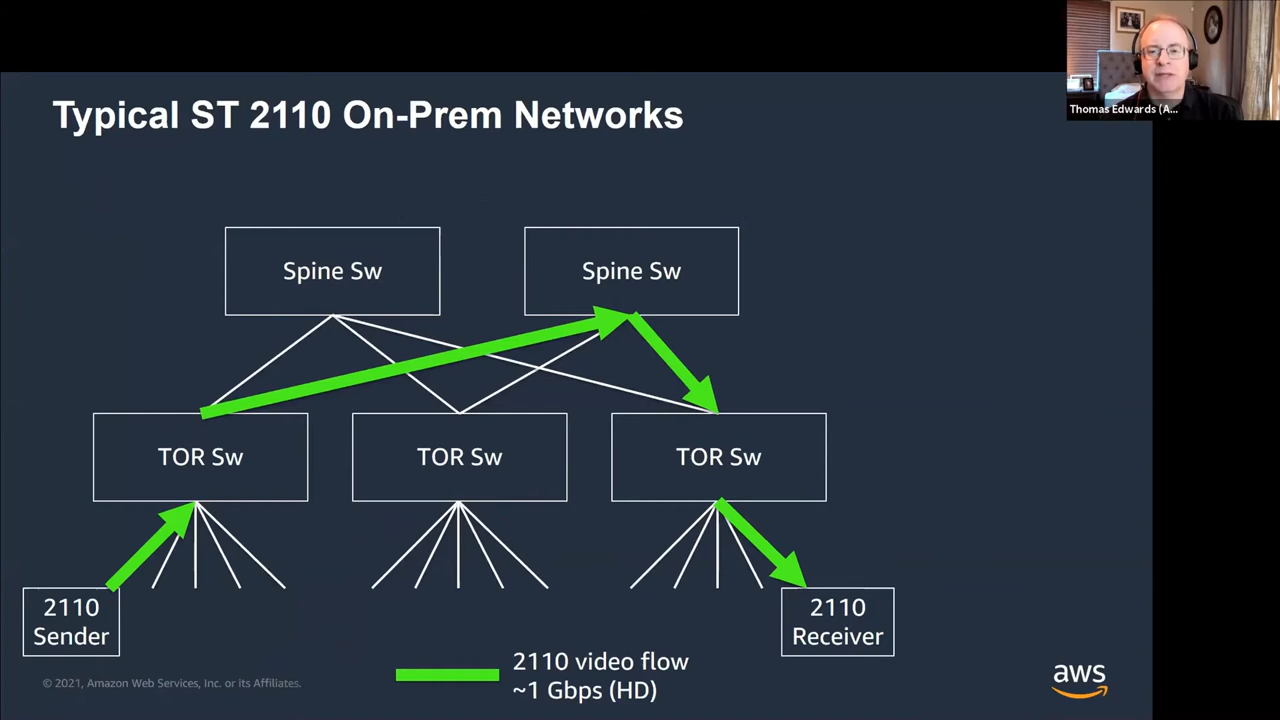 Thomas Edwards (A...
Typical ST 2110 On-Prem Networks
Spine Sw
Spine Sw
TOR Sw
TOR Sw
TOR Sw
2110
Sender
2110
Receiver
2110 video flow
~1 Gbps (HD)
© 2021, Amazon Web Services, Inc. or its Affiliates.
aws